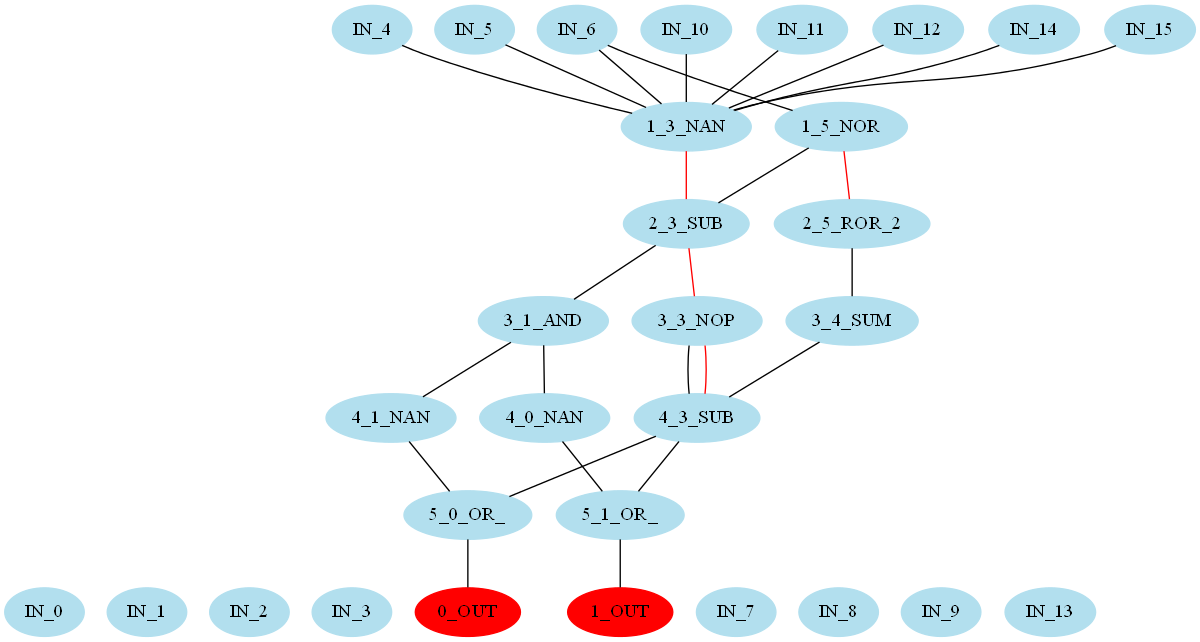 IN_4 IN_5 IN_6 IN_10 IN_11 IN_12 IN_14 IN_15
1_3_NAN 1_5_NOR
2_3_SUB 2_5_ROR_2
3_1_AND 3_3_NOP 3_4_SUM
4_1_NAN 4_0_NAN 4_3_SUB
5_0_OR_ 5_1_OR_
IN_0 IN_1 IN_2 IN_3 0_OUT 1_OUT IN_7 IN_8 IN_9 IN_13